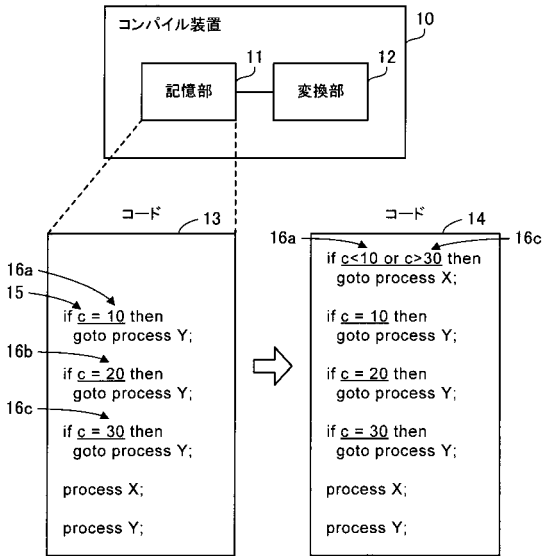 コンパイル装置
10
11
12
記憶部
変換部
コード
13
16a
15
if c = 10 then
goto process Y;
16b
if c = 20 then
goto process Y;
16c
if c = 30 then
goto process Y;
process X;
process Y;
コード
14
16a
16c
if c<10 or c>30 then
goto process X;
if c = 10 then
goto process Y;
if c = 20 then
goto process Y;
if c = 30 then
goto process Y;
process X;
process Y;